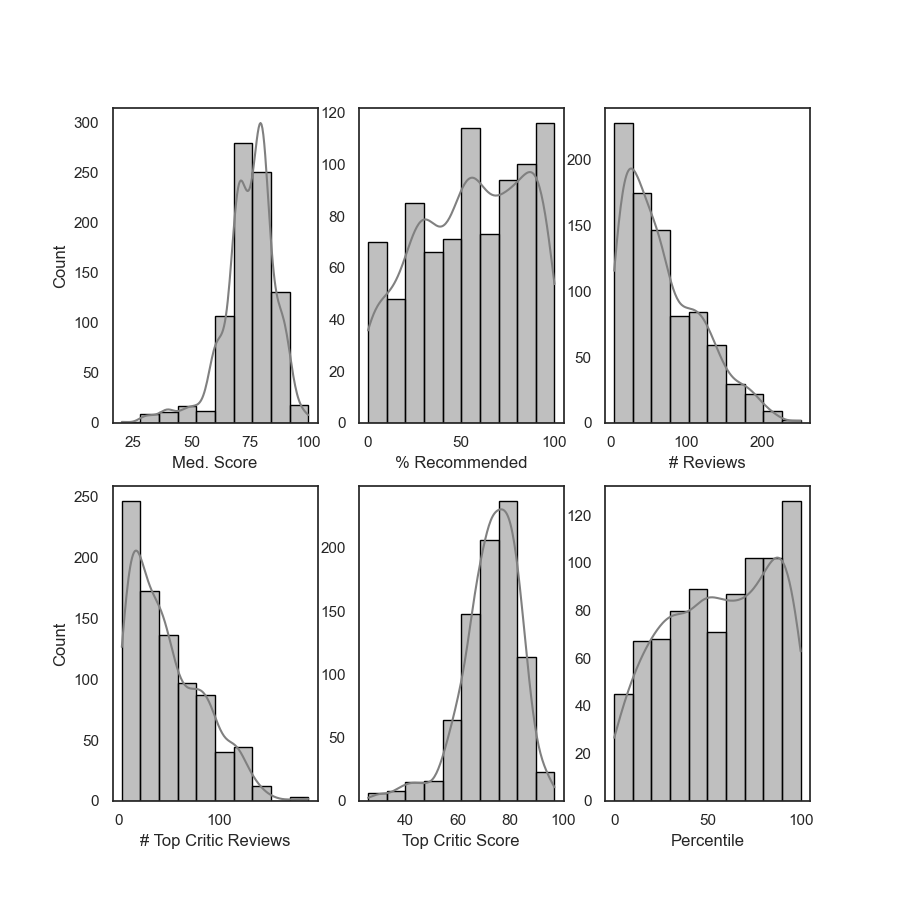 300
250
200
150
100
50
0
Count
25 50 75 100
Med. Score
120
100
80
60
40
20
0
0 50 100
% Recommended
200
150
100
50
0
0 100 200
# Reviews
250
200
150
100
50
0
Count
0 100
# Top Critic Reviews
200
150
100
50
0
40 60 80 100
Top Critic Score
120
100
80
60
40
20
0
0 50 100
Percentile